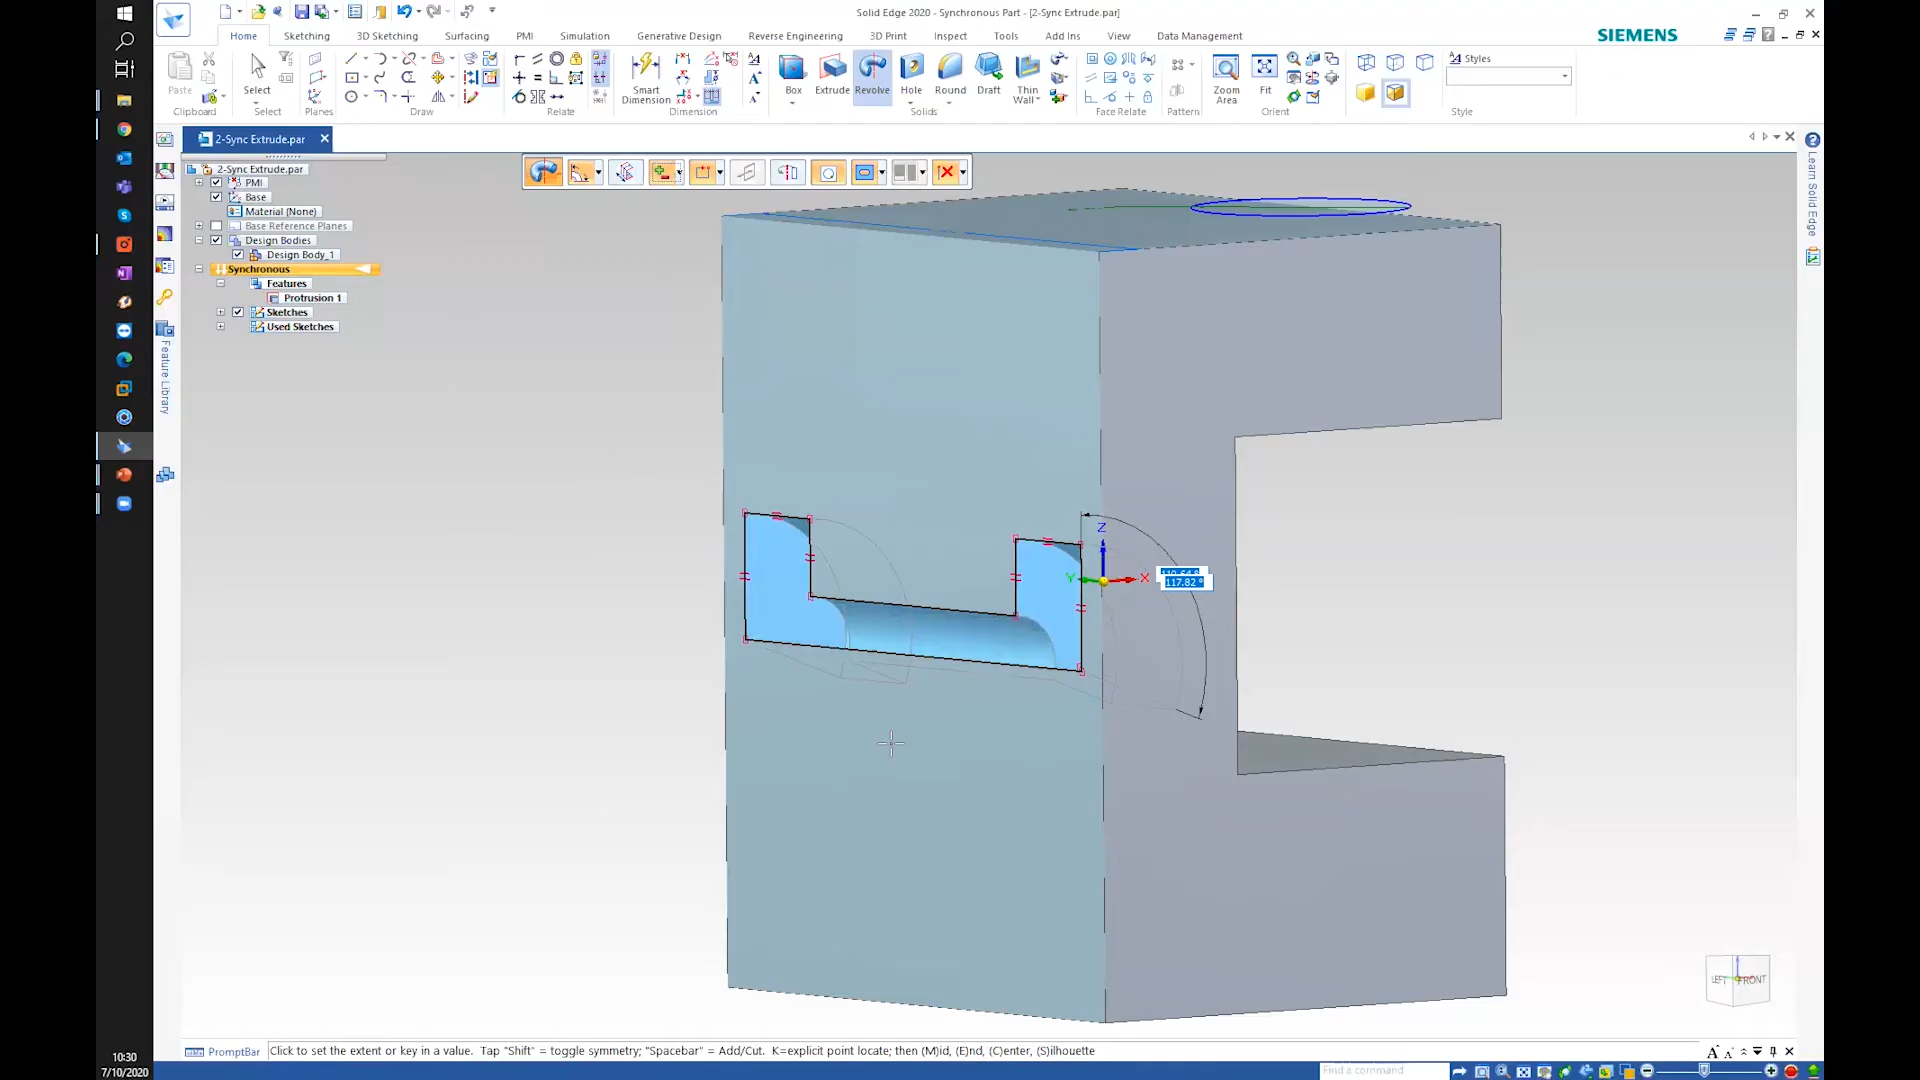 Solid Edge 2020 - Synchronous Part - [2-Sync Extrude.par]
Home Sketching 3D Sketching Surfacing PMI Simulation Generative Design Reverse Engineering 3D Print Inspect Tools Add Ins View Data Management
SIEMENS
Paste
Clipboard
Select
Select
Planes
Draw
Relate
Smart Dimension
Dimension
Box
Extrude
Revolve
Hole
Round
Draft
Thin Wall
Solids
Face Relate
Pattern
Zoom Area
Fit
Orient
Styles
Style
2-Sync Extrude.par
2-Sync Extrude.par
PMI
Base
Material (None)
Base Reference Planes
Design Bodies
Design Body_1
Synchronous
Features
Protrusion 1
Sketches
Used Sketches
Feature Library
Learn Solid Edge
Z
Y
X
117.82 °
LEFT
FRONT
PromptBar
Click to set the extent or key in a value. Tap "Shift" = toggle symmetry; "Spacebar" = Add/Cut. K=explicit point locate; then (M)id, (E)nd, (C)enter, (S)ilhouette
Find a command
10:30
7/10/2020